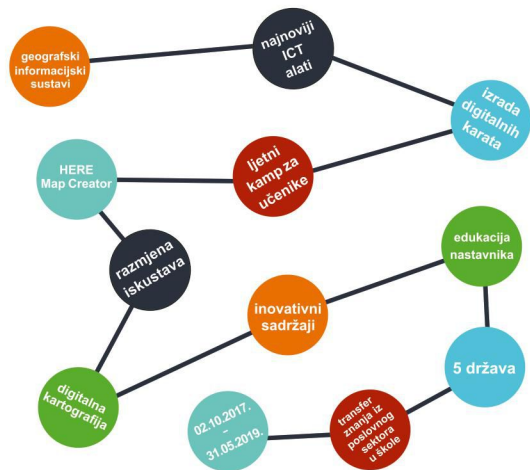 geografski
informacijski
sustavi
najnoviji
ICT
alati
izrada
digitalnih
karata
ljetni
kamp za
učenike
HERE
Map Creator
razmjena
iskustava
digitalna
kartografija
inovativni
sadržaji
edukacija
nastavnika
5 država
transfer
znanja iz
poslovnog
sektora
u škole
02.10.2017.
–
31.05.2019.